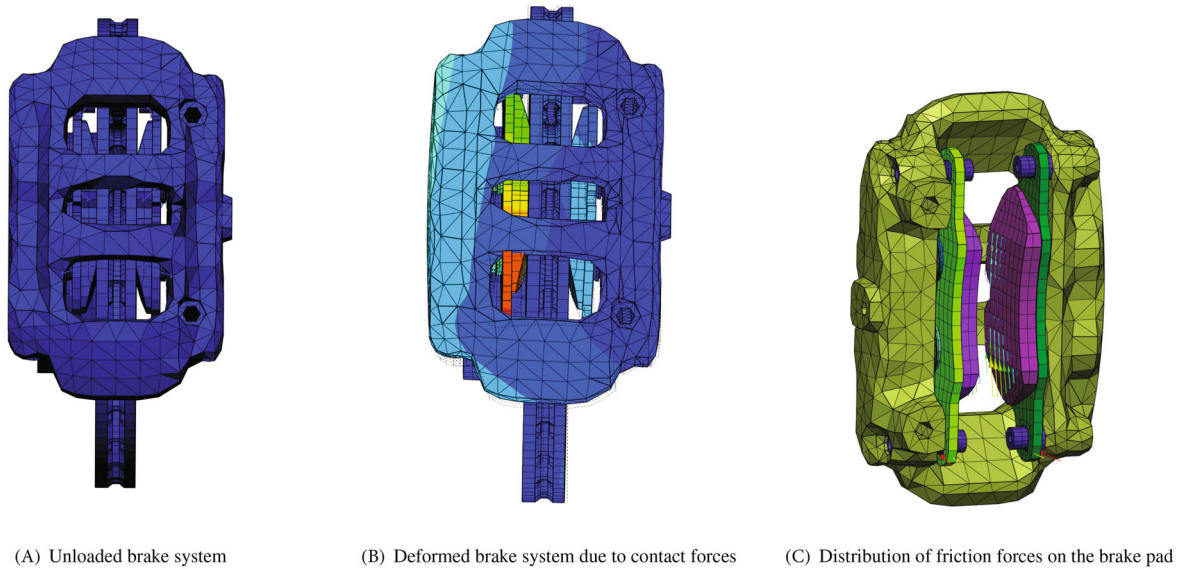 (A) Unloaded brake system
(B) Deformed brake system due to contact forces
(C) Distribution of friction forces on the brake pad